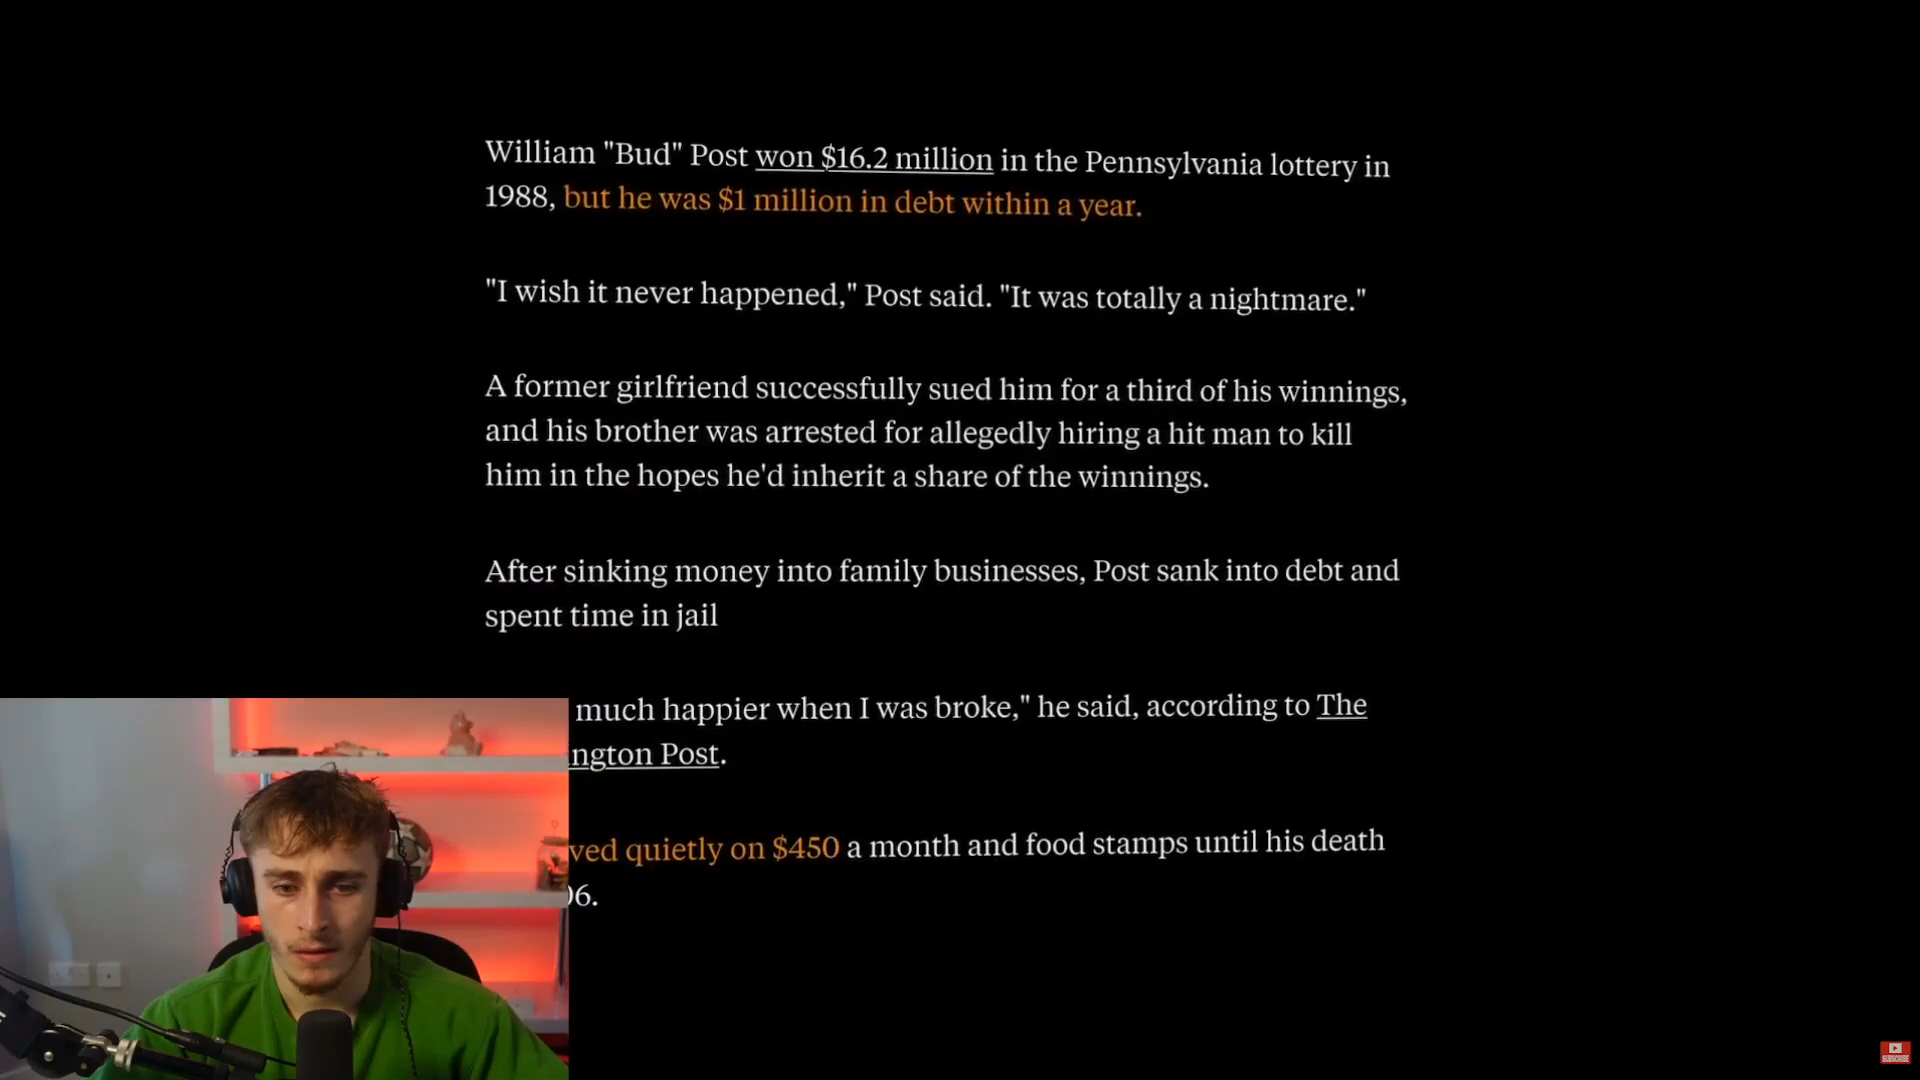 William "Bud" Post won $16.2 million in the Pennsylvania lottery in
1988, but he was $1 million in debt within a year.
"I wish it never happened," Post said. "It was totally a nightmare."
A former girlfriend successfully sued him for a third of his winnings,
and his brother was arrested for allegedly hiring a hit man to kill
him in the hopes he'd inherit a share of the winnings.
After sinking money into family businesses, Post sank into debt and
spent time in jail
much happier when I was broke," he said, according to The
ngton Post.
ved quietly on $450 a month and food stamps until his death
6.
SUBSCRIBE